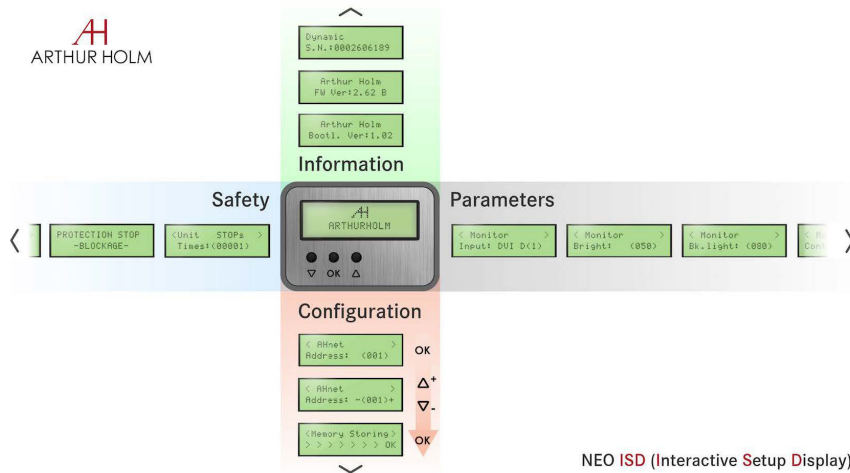 AH
ARTHUR HOLM
Dynamic
S.N.:0002606189
Arthur Holm
FW Ver:2.62 B
Arthur Holm
Bootl. Ver:1.02
Information
Safety
Parameters
PROTECTION STOP
-BLOCKAGE-
<Unit STOPs >
Times:(00001)
AH
ARTHURHOLM
▽ OK △
< Monitor >
Input: DVI D(1)
< Monitor >
Bright: (050)
< Monitor >
Bk.light: (080)
Configuration
< AHnet >
Address: (001)
OK
< AHnet >
Address: -(001)+
△+
▽-
<Memory Storing>
> > > > > > > OK
OK
NEO ISD (Interactive Setup Display)